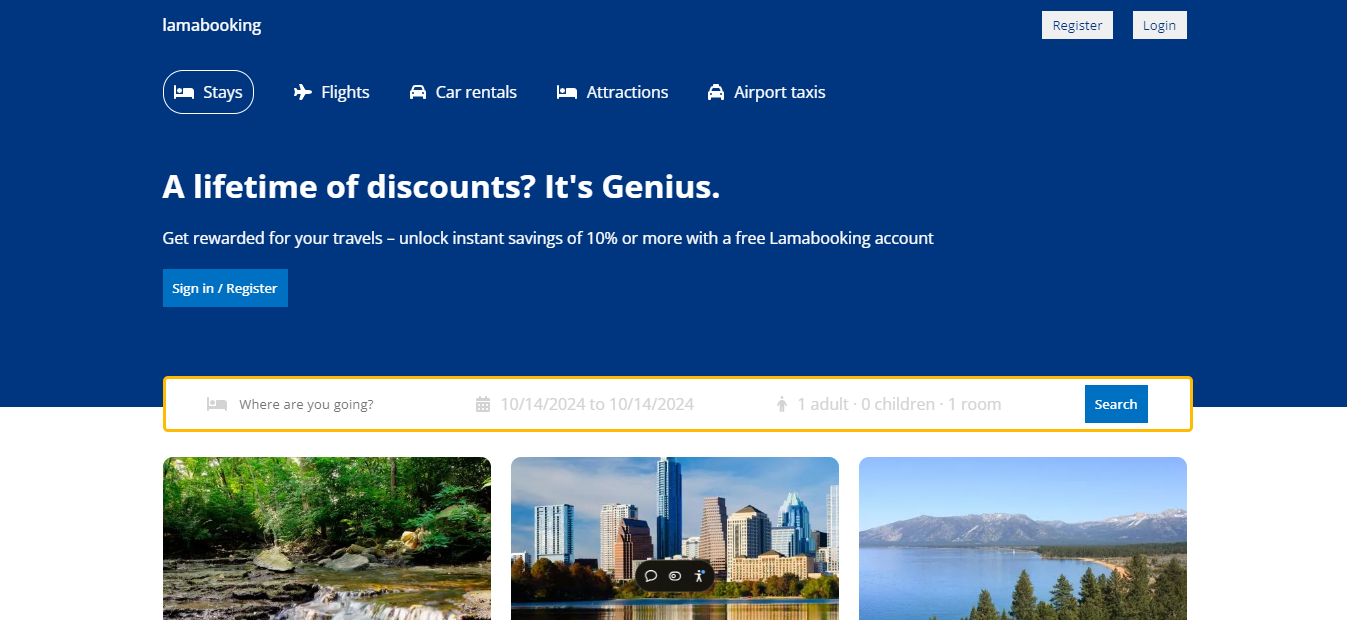 lamabooking
Register
Login
Stays
Flights
Car rentals
Attractions
Airport taxis
A lifetime of discounts? It's Genius.
Get rewarded for your travels – unlock instant savings of 10% or more with a free Lamabooking account
Sign in / Register
Where are you going?
10/14/2024 to 10/14/2024
1 adult · 0 children · 1 room
Search